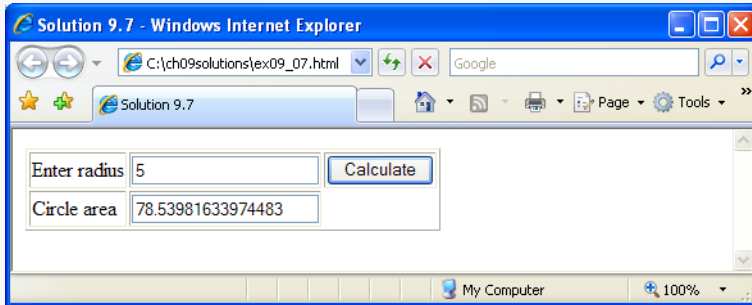 Solution 9.7 - Windows Internet Explorer
C:\ch09solutions\ex09_07.html Google
Solution 9.7 Page Tools »
Enter radius 5 Calculate
Circle area 78.53981633974483
My Computer 100%